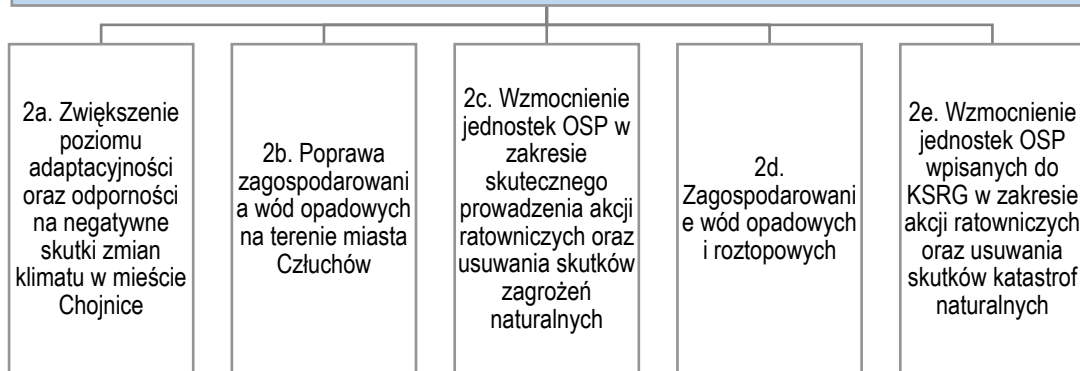 2a. Zwiększenie
poziomu
adaptacyjności
oraz odporności
na negatywne
skutki zmian
klimatu w mieście
Chojnice
2b. Poprawa
zagospodarowani
a wód opadowych
na terenie miasta
Człuchów
2c. Wzmocnienie
jednostek OSP w
zakresie
skutecznego
prowadzenia akcji
ratowniczych oraz
usuwania skutków
zagrożeń
naturalnych
2d.
Zagospodarowani
e wód opadowych
i roztopowych
2e. Wzmocnienie
jednostek OSP
wpisanych do
KSRG w zakresie
akcji ratowniczych
oraz usuwania
skutków katastrof
naturalnych